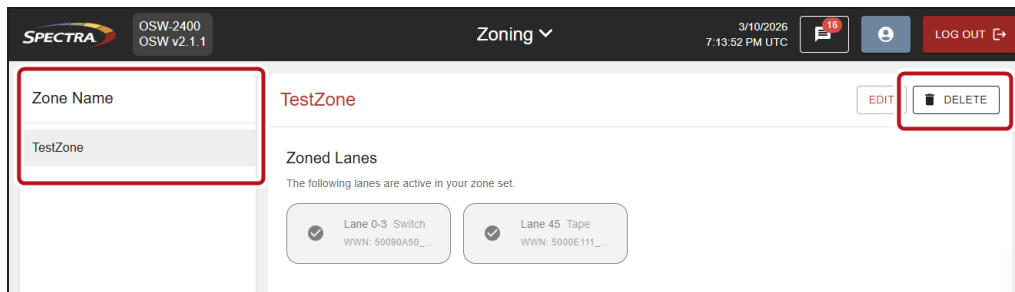 SPECTRA
OSW-2400
OSW v2.1.1
Zoning
3/10/2026
7:13:52 PM UTC
16
LOG OUT
Zone Name
TestZone
TestZone
EDIT
DELETE
Zoned Lanes
The following lanes are active in your zone set.
Lane 0-3 Switch
WWN: 50090A50_...
Lane 45 Tape
WWN: 5000E111_...